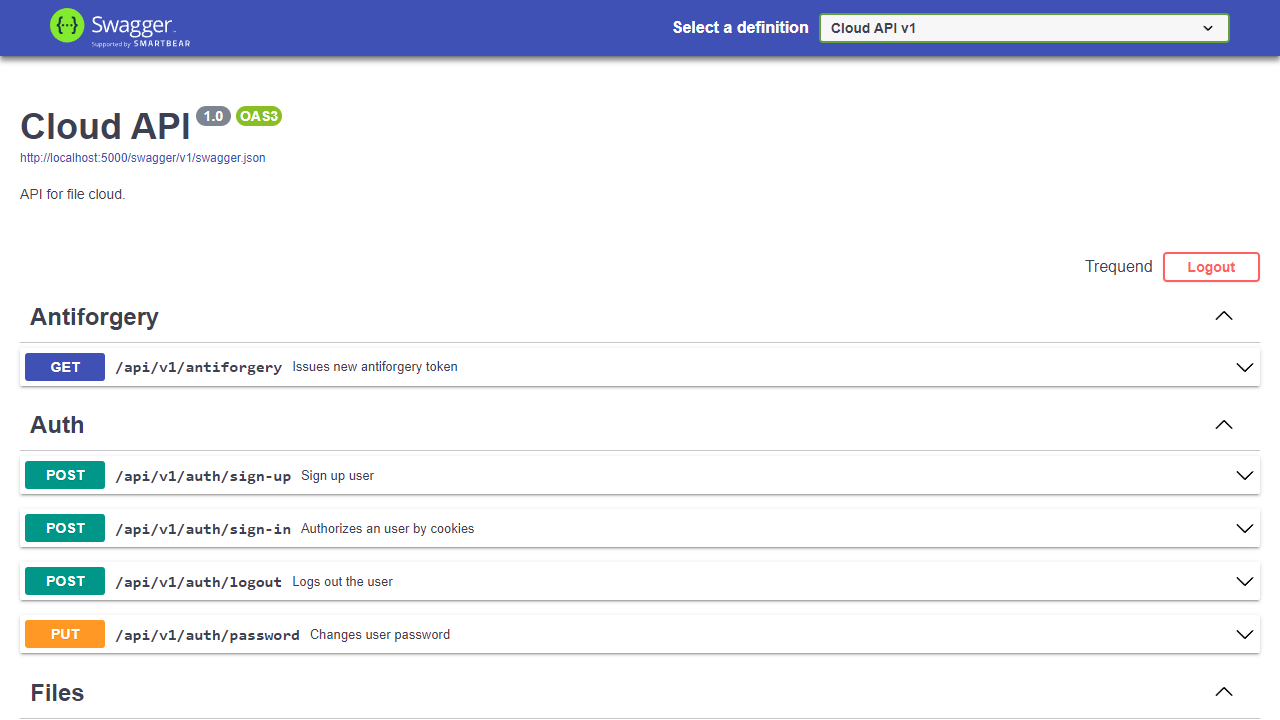 Swagger
Supported by SMARTBEAR
Select a definition
Cloud API v1
Cloud API 1.0 OAS3
http://localhost:5000/swagger/v1/swagger.json
API for file cloud.
Trequend Logout
Antiforgery
GET /api/v1/antiforgery Issues new antiforgery token
Auth
POST /api/v1/auth/sign-up Sign up user
POST /api/v1/auth/sign-in Authorizes an user by cookies
POST /api/v1/auth/logout Logs out the user
PUT /api/v1/auth/password Changes user password
Files